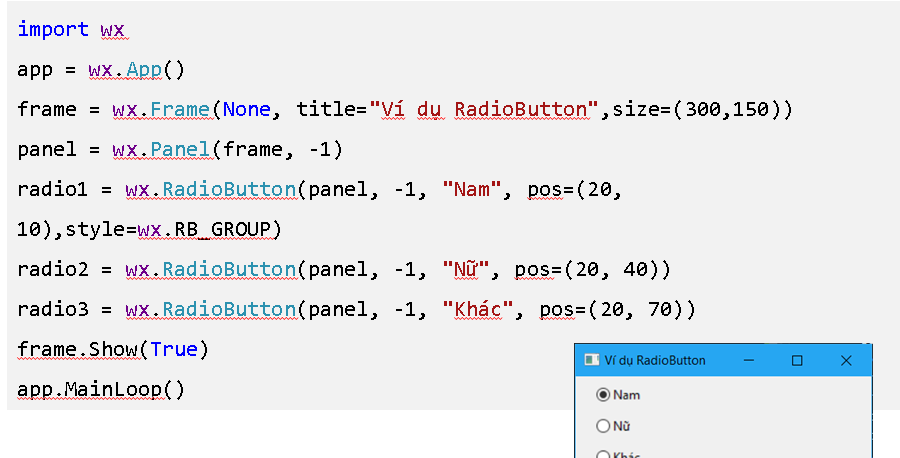 import wx
app = wx.App()
frame = wx.Frame(None, title="Ví dụ RadioButton",size=(300,150))
panel = wx.Panel(frame, -1)
radio1 = wx.RadioButton(panel, -1, "Nam", pos=(20,
10),style=wx.RB_GROUP)
radio2 = wx.RadioButton(panel, -1, "Nữ", pos=(20, 40))
radio3 = wx.RadioButton(panel, -1, "Khác", pos=(20, 70))
frame.Show(True)
app.MainLoop()
Ví dụ RadioButton
Nam
Nữ
Khác